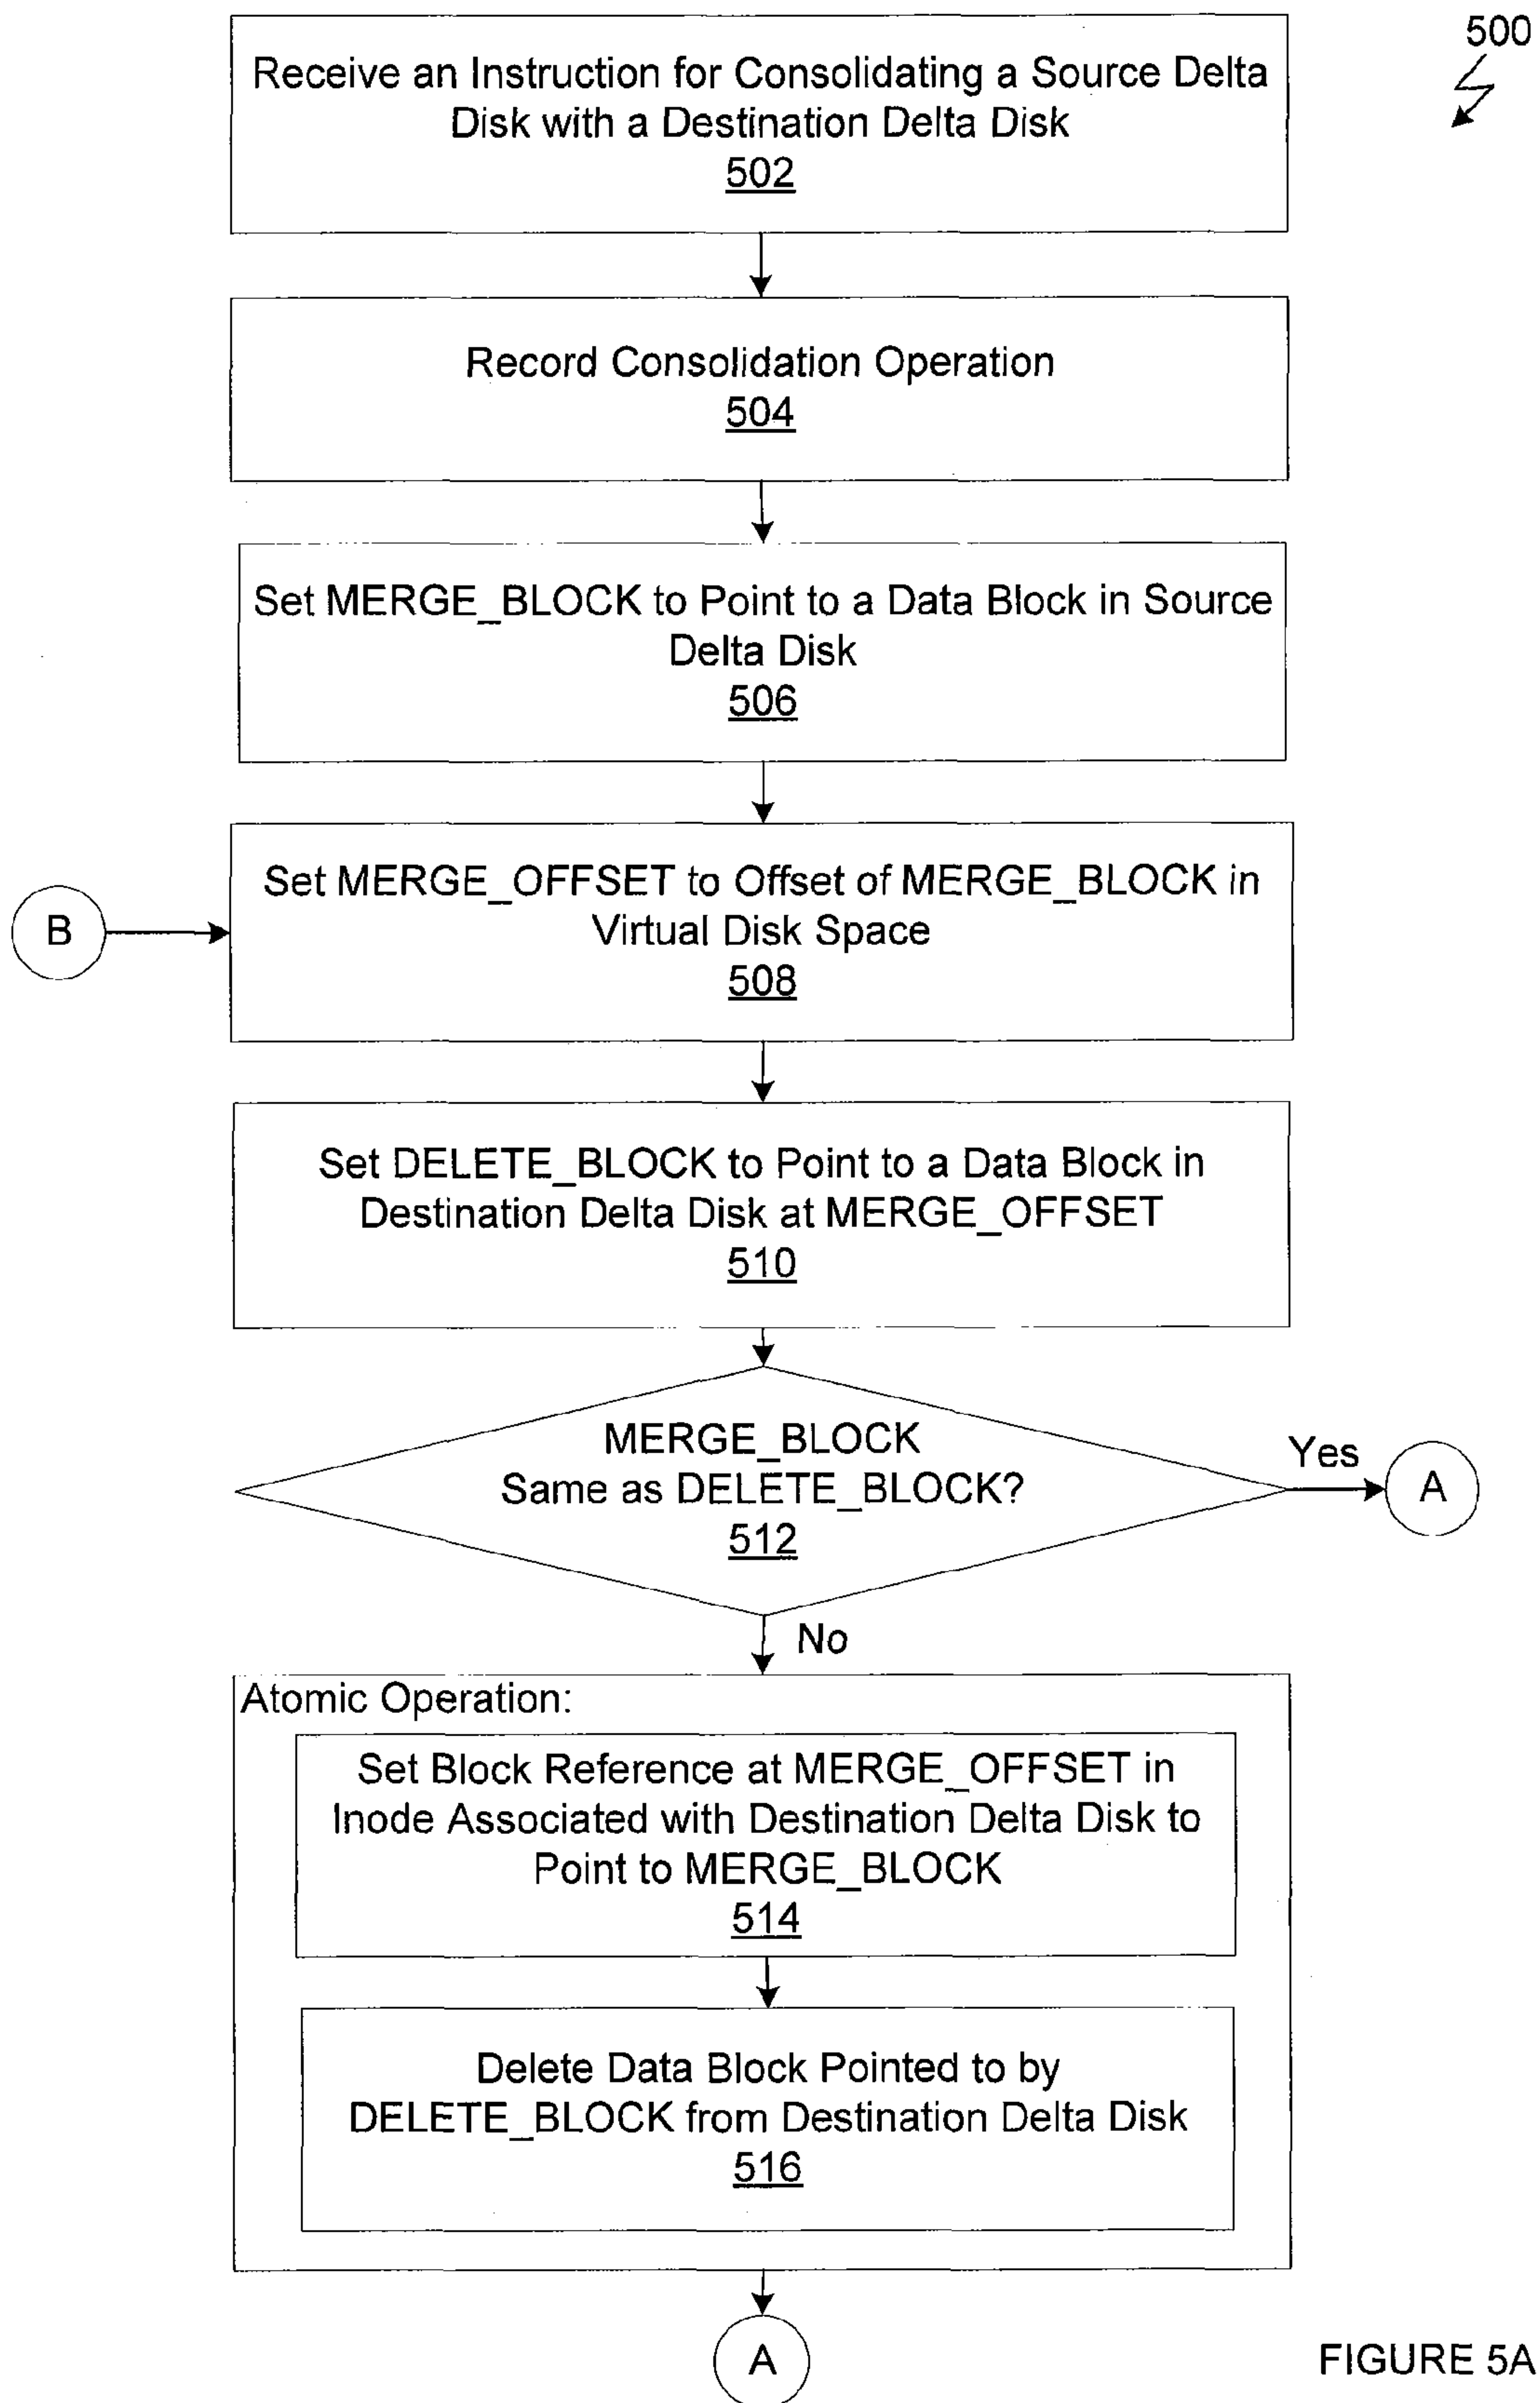 500
Receive an Instruction for Consolidating a Source Delta
Disk with a Destination Delta Disk
502
Record Consolidation Operation
504
Set MERGE_BLOCK to Point to a Data Block in Source
Delta Disk
506
B
Set MERGE_OFFSET to Offset of MERGE_BLOCK in
Virtual Disk Space
508
Set DELETE_BLOCK to Point to a Data Block in
Destination Delta Disk at MERGE_OFFSET
510
MERGE_BLOCK
Same as DELETE_BLOCK?
512
Yes
A
No
Atomic Operation:
Set Block Reference at MERGE_OFFSET in
Inode Associated with Destination Delta Disk to
Point to MERGE_BLOCK
514
Delete Data Block Pointed to by
DELETE_BLOCK from Destination Delta Disk
516
A
FIGURE 5A